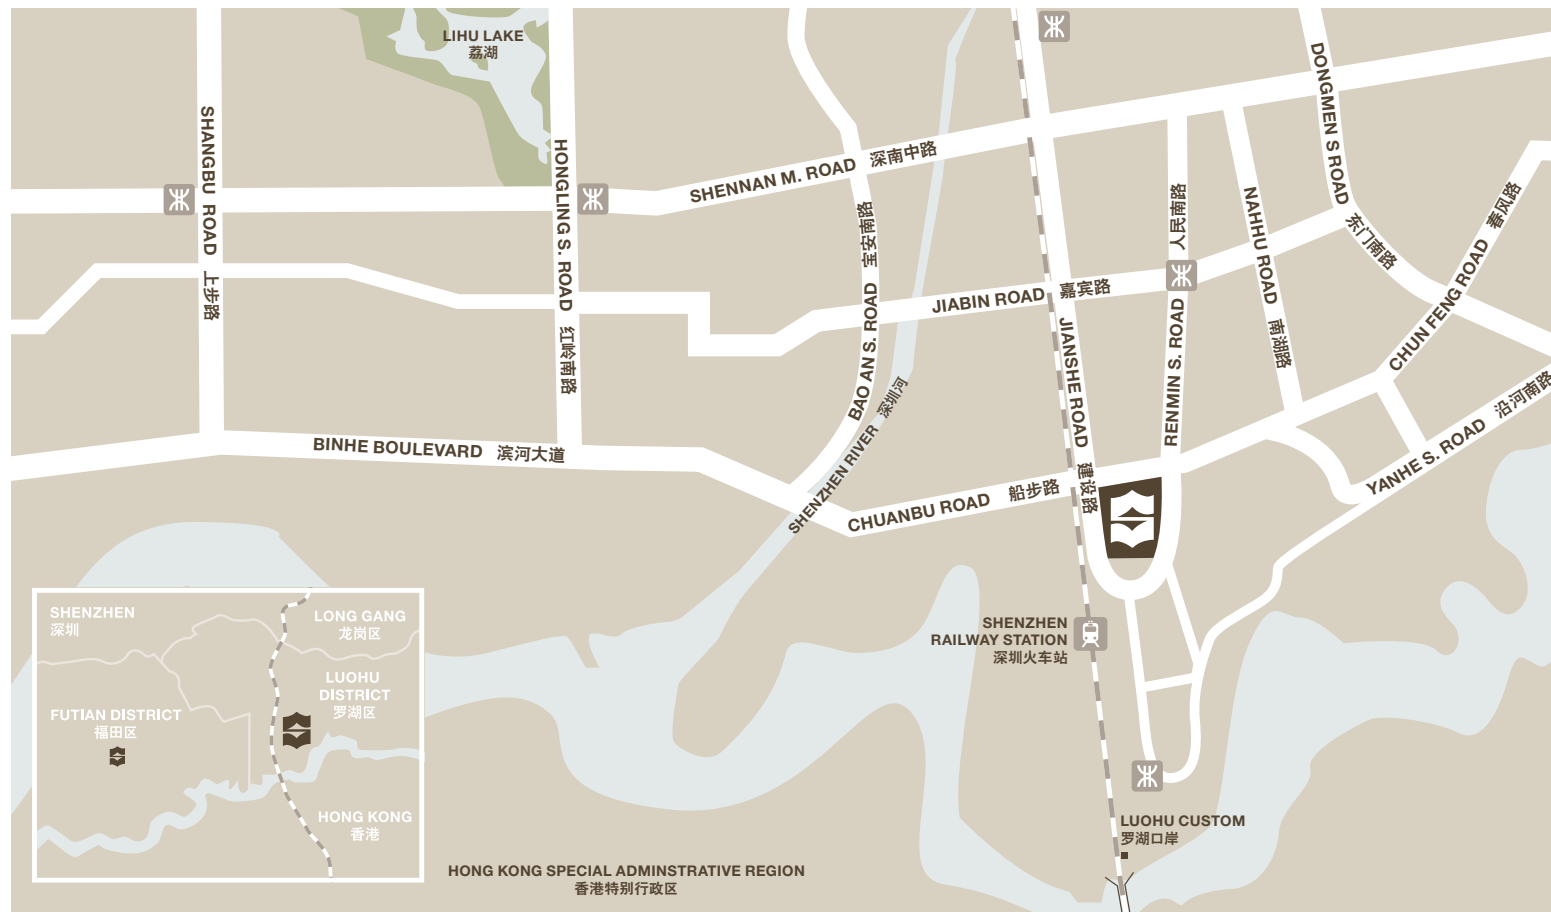 LIHU LAKE
荔湖
SHANGBU ROAD 上步路
HONGLING S. ROAD 红岭南路
SHENNAN M. ROAD 深南中路
BAO AN S. ROAD 宝安南路
DONGMEN S ROAD 东门南路
人民南路
RENMIN S. ROAD
NAHHU ROAD 南湖路
CHUN FENG ROAD 春风路
JIABIN ROAD 嘉宾路
JIANSHE ROAD 建设路
YANHE S. ROAD 沿河南路
BINHE BOULEVARD 滨河大道
SHENZHEN RIVER 深圳河
CHUANBU ROAD 船步路
SHENZHEN
RAILWAY STATION
深圳火车站
LUOHU CUSTOM
罗湖口岸
HONG KONG SPECIAL ADMINSTRATIVE REGION
香港特别行政区
SHENZHEN
深圳
LONG GANG
龙岗区
LUOHU
DISTRICT
罗湖区
FUTIAN DISTRICT
福田区
HONG KONG
香港